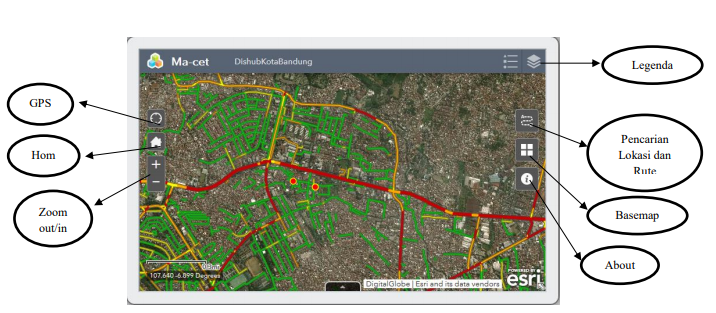 Ma-cet
DishubKotaBandung
Legenda
GPS
Hom
Zoom
out/in
Pencarian
Lokasi dan
Rute
Basemap
About
107.640 -6.899 Degrees
DigitalGlobe | Esri and its data vendors
POWERED BY
esri